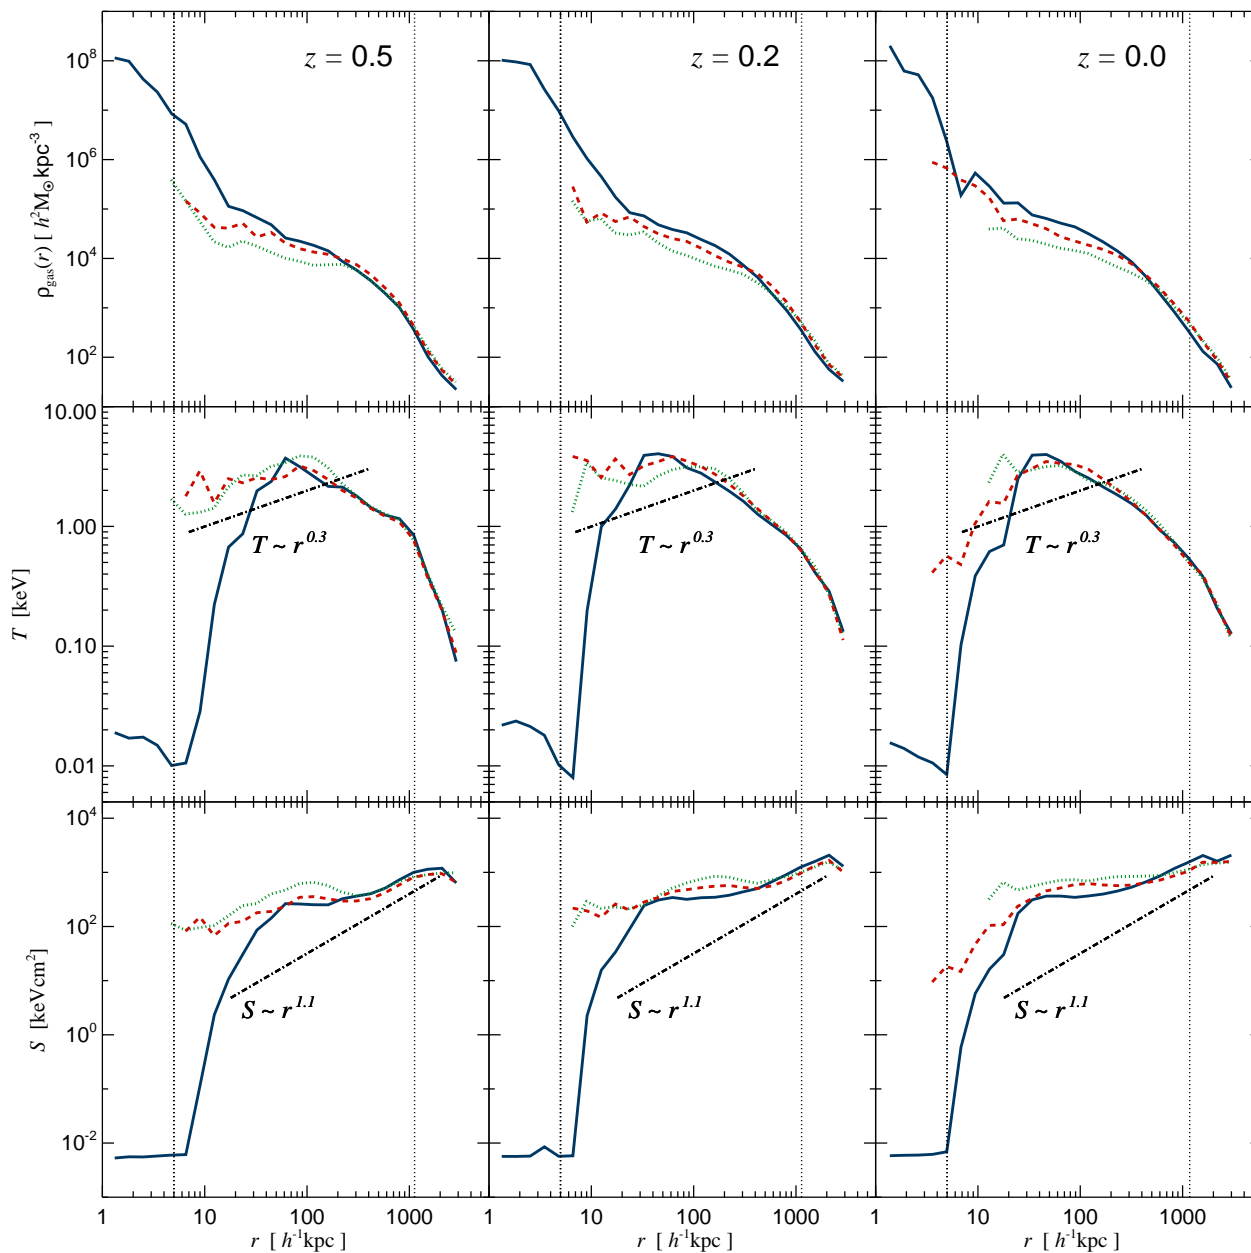 z = 0.5 z = 0.2 z = 0.0
10^8
10^6
10^4
10^2
ρ_gas(r) [ h^2M_⊙kpc^-3 ]
10.00
1.00
0.10
0.01
T [keV]
T ~ r^0.3 T ~ r^0.3 T ~ r^0.3
10^4
10^2
10^0
10^-2
S [keVcm^2]
S ~ r^1.1 S ~ r^1.1 S ~ r^1.1
1 10 100 1000 1 10 100 1000 1 10 100 1000
r [ h^-1kpc ] r [ h^-1kpc ] r [ h^-1kpc ]